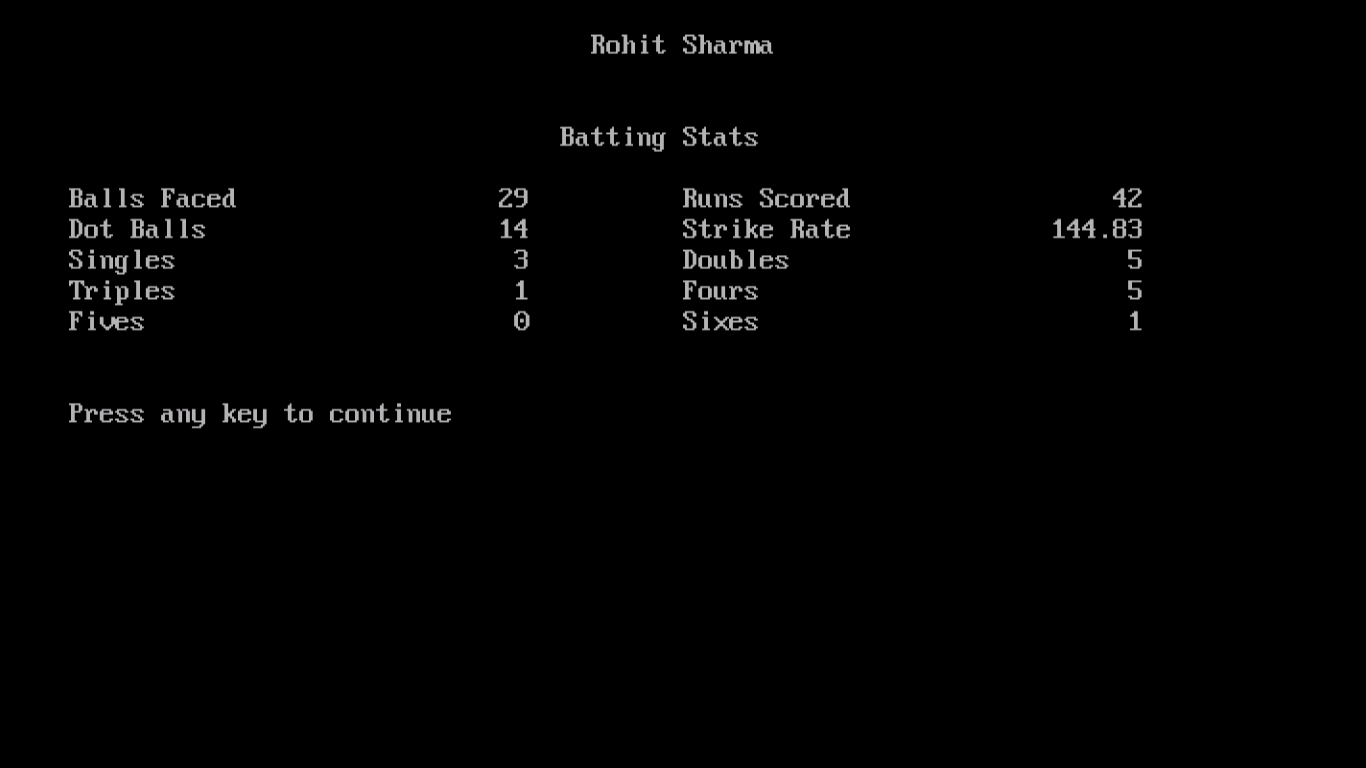 Rohit Sharma
Batting Stats
Balls Faced 29 Runs Scored 42
Dot Balls 14 Strike Rate 144.83
Singles 3 Doubles 5
Triples 1 Fours 5
Fives 0 Sixes 1
Press any key to continue